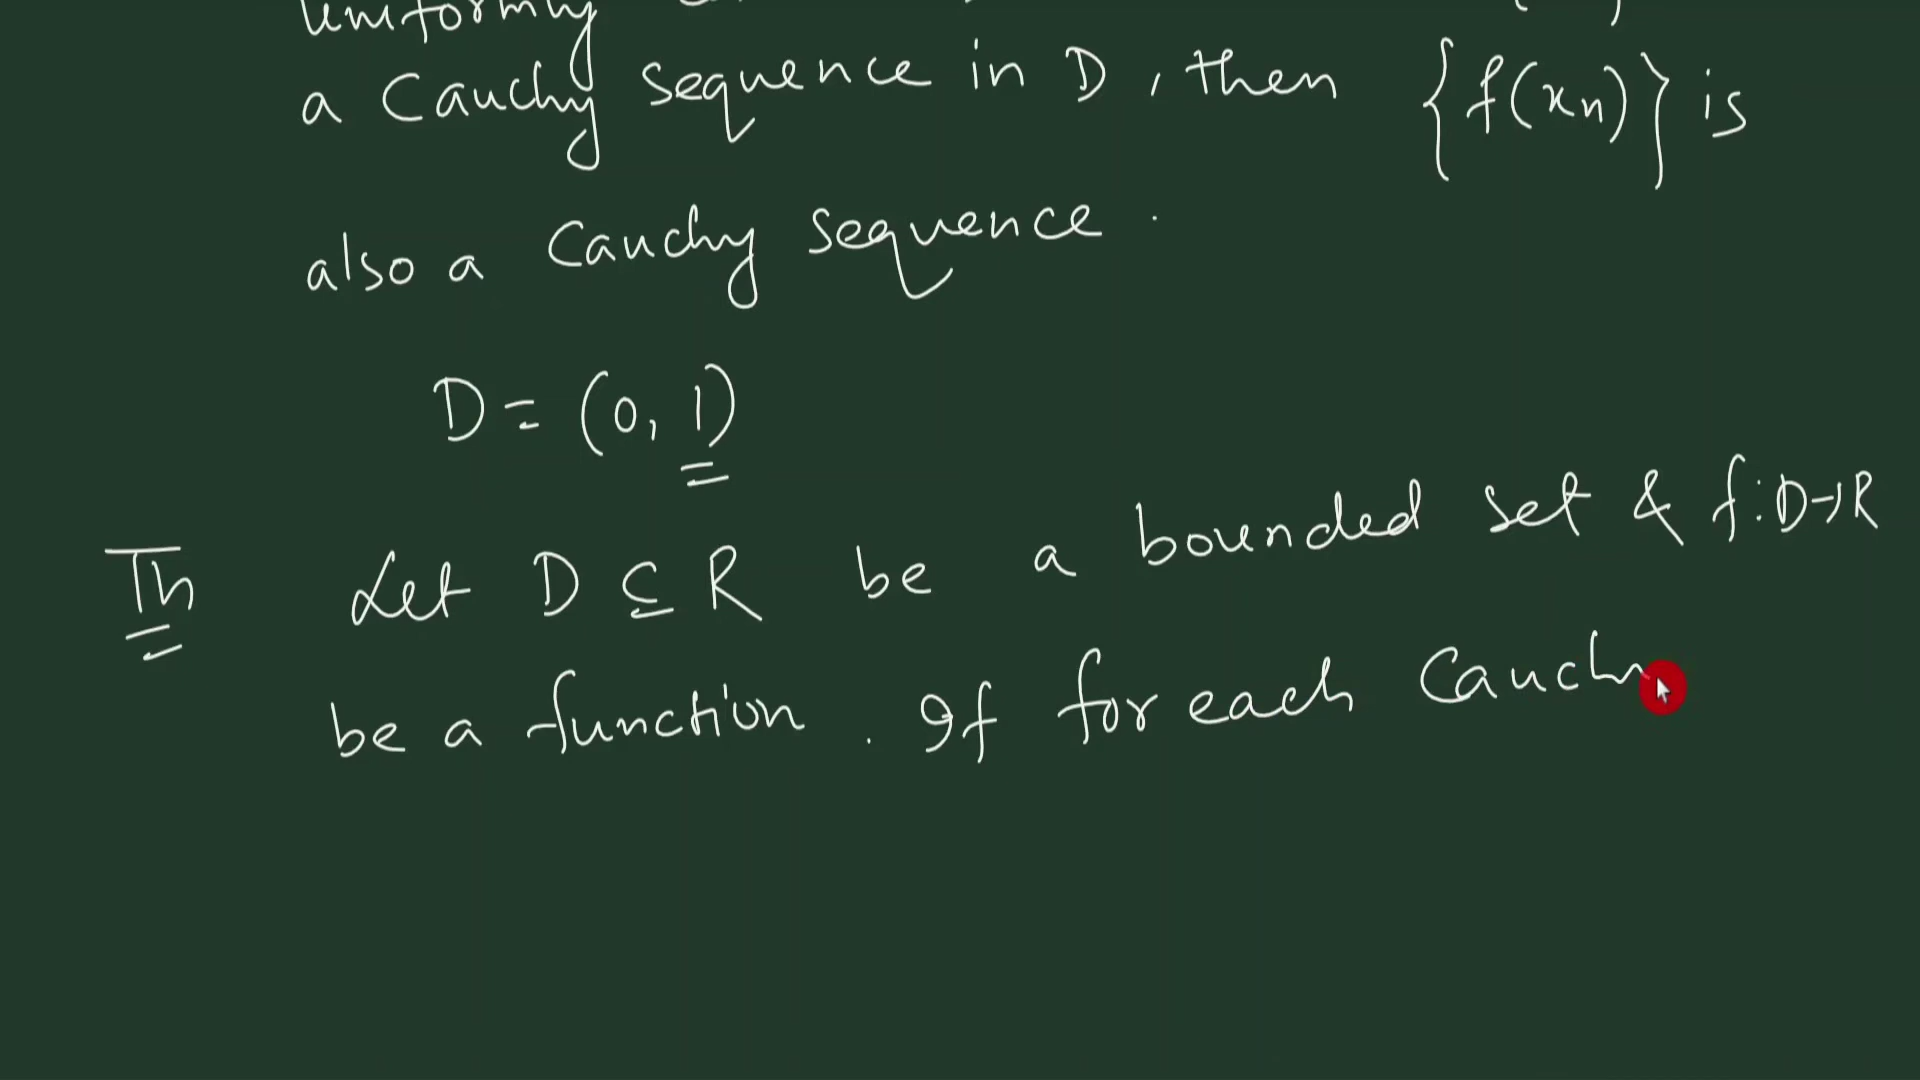 uniformly
a Cauchy sequence in D, then {f(xn)} is
also a Cauchy sequence.
D = (0, 1)
Th Let D ⊆ R be a bounded set & f: D→R
be a function. If for each Cauch